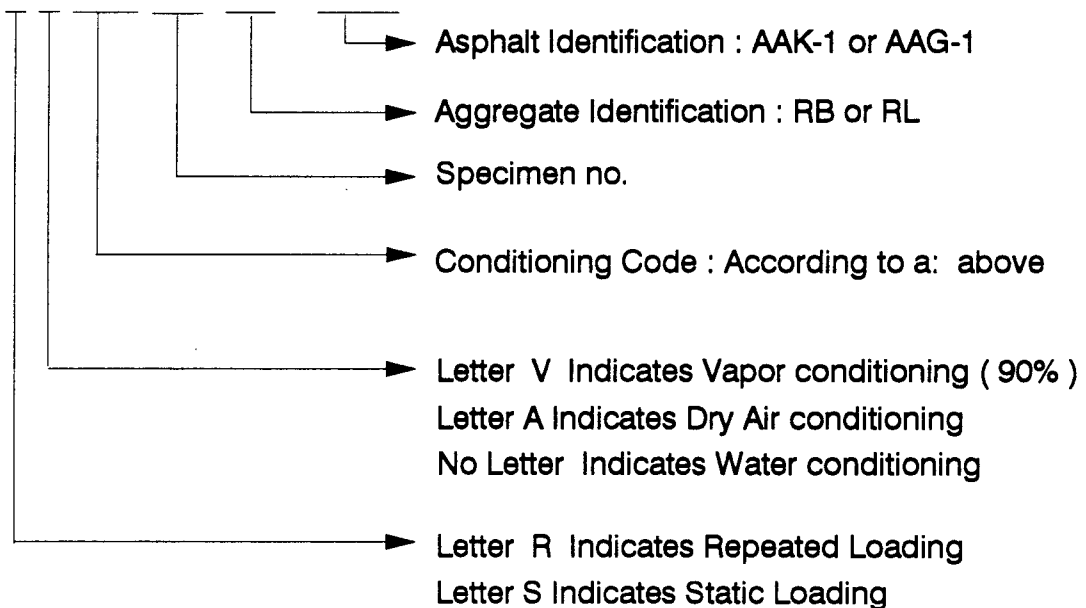 Asphalt Identification : AAK-1 or AAG-1
Aggregate Identification : RB or RL
Specimen no.
Conditioning Code : According to a: above
Letter V Indicates Vapor conditioning ( 90% )
Letter A Indicates Dry Air conditioning
No Letter Indicates Water conditioning
Letter R Indicates Repeated Loading
Letter S Indicates Static Loading